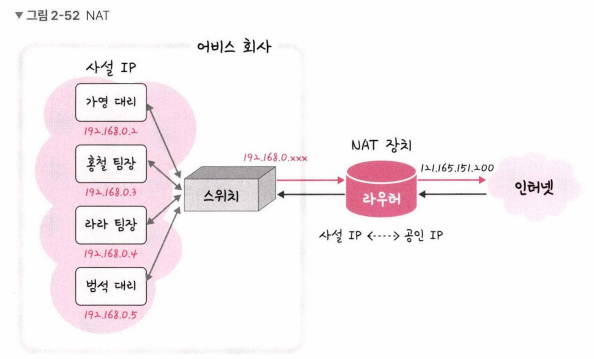 ▼ 그림 2-52 NAT
어비스 회사
사설 IP
가명 대리
192.168.0.2
홍철 팀장
192.168.0.3
라라 팀장
192.168.0.4
범석 대리
192.168.0.5
스위치
192.168.0.xxx
NAT 장치
라우터
사설 IP <----> 공인 IP
121.165.151.200
인터넷